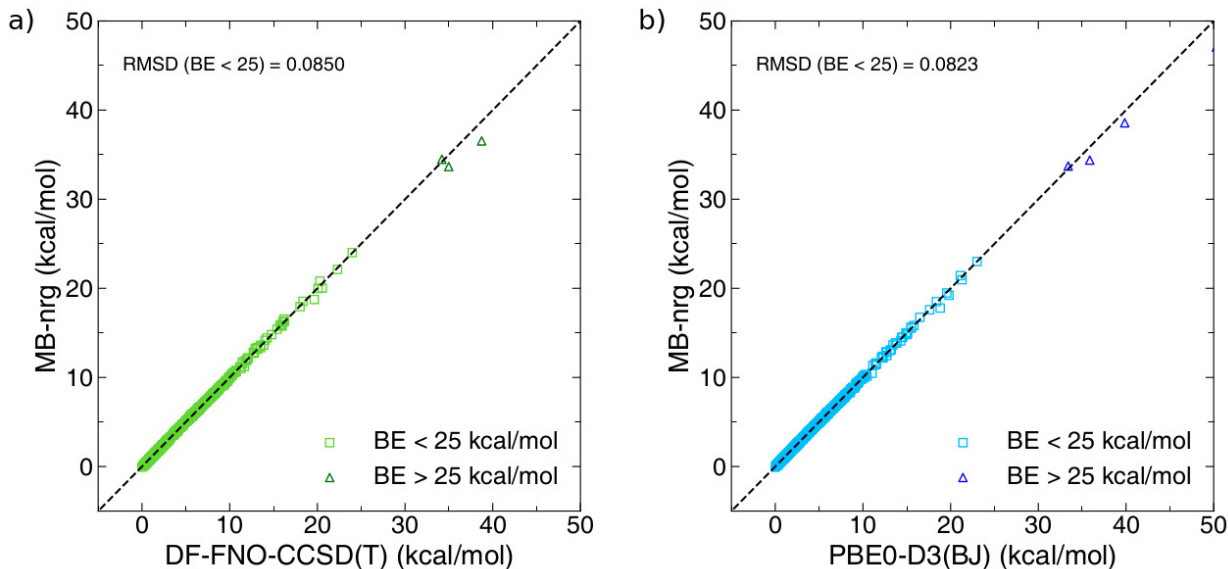 a)
RMSD (BE < 25) = 0.0850
MB-nrg (kcal/mol)
50
40
30
20
10
0
BE < 25 kcal/mol
BE > 25 kcal/mol
0 10 20 30 40 50
DF-FNO-CCSD(T) (kcal/mol)
b)
RMSD (BE < 25) = 0.0823
MB-nrg (kcal/mol)
50
40
30
20
10
0
BE < 25 kcal/mol
BE > 25 kcal/mol
0 10 20 30 40 50
PBE0-D3(BJ) (kcal/mol)